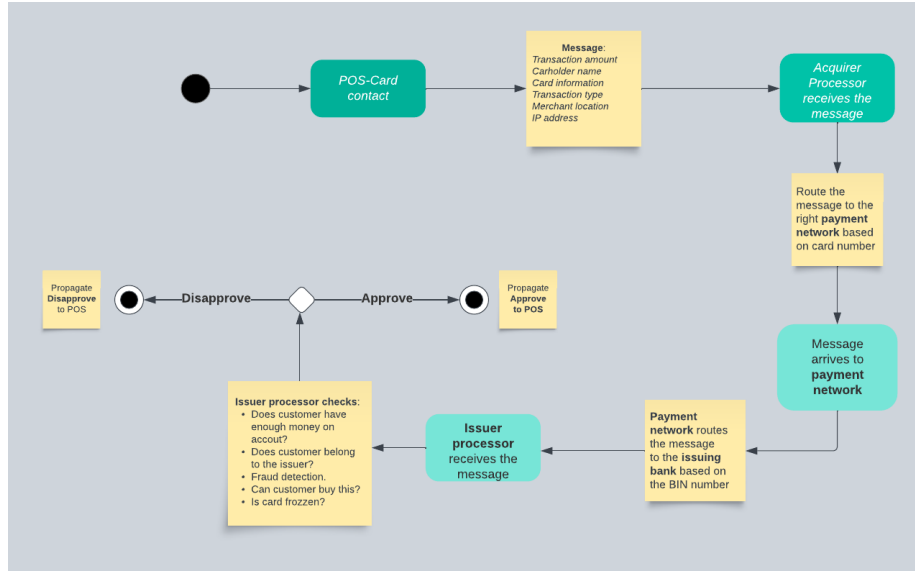 POS-Card
contact
Message:
Transaction amount
Carholder name
Card information
Transaction type
Merchant location
IP address
Acquirer
Processor
receives the
message
Route the
message to the
right payment
network based
on card number
Message
arrives to
payment
network
Payment
network routes
the message
to the issuing
bank based on
the BIN number
Issuer
processor
receives the
message
Issuer processor checks:
• Does customer have
enough money on
accout?
• Does customer belong
to the issuer?
• Fraud detection.
• Can customer buy this?
• Is card frozzen?
Disapprove
Approve
Propagate
Disapprove
to POS
Propagate
Approve
to POS